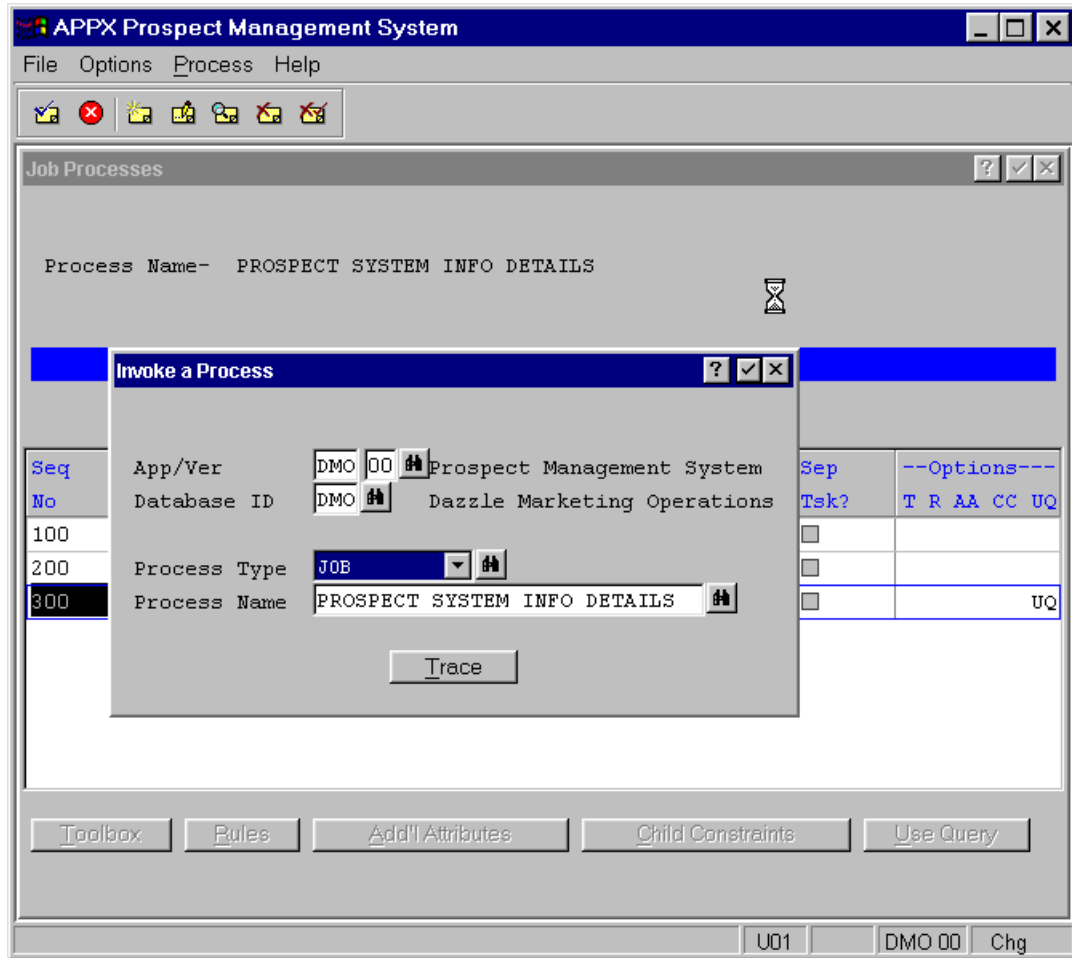 APPX Prospect Management System
File Options Process Help
Job Processes
Process Name- PROSPECT SYSTEM INFO DETAILS
Invoke a Process
App/Ver DMO 00 Prospect Management System
Database ID DMO Dazzle Marketing Operations
Process Type JOB
Process Name PROSPECT SYSTEM INFO DETAILS
Trace
Seq Sep --Options---
No Tsk? T R AA CC UQ
100
200
300 UQ
Toolbox Rules Add'l Attributes Child Constraints Use Query
U01 DMO 00 Chg